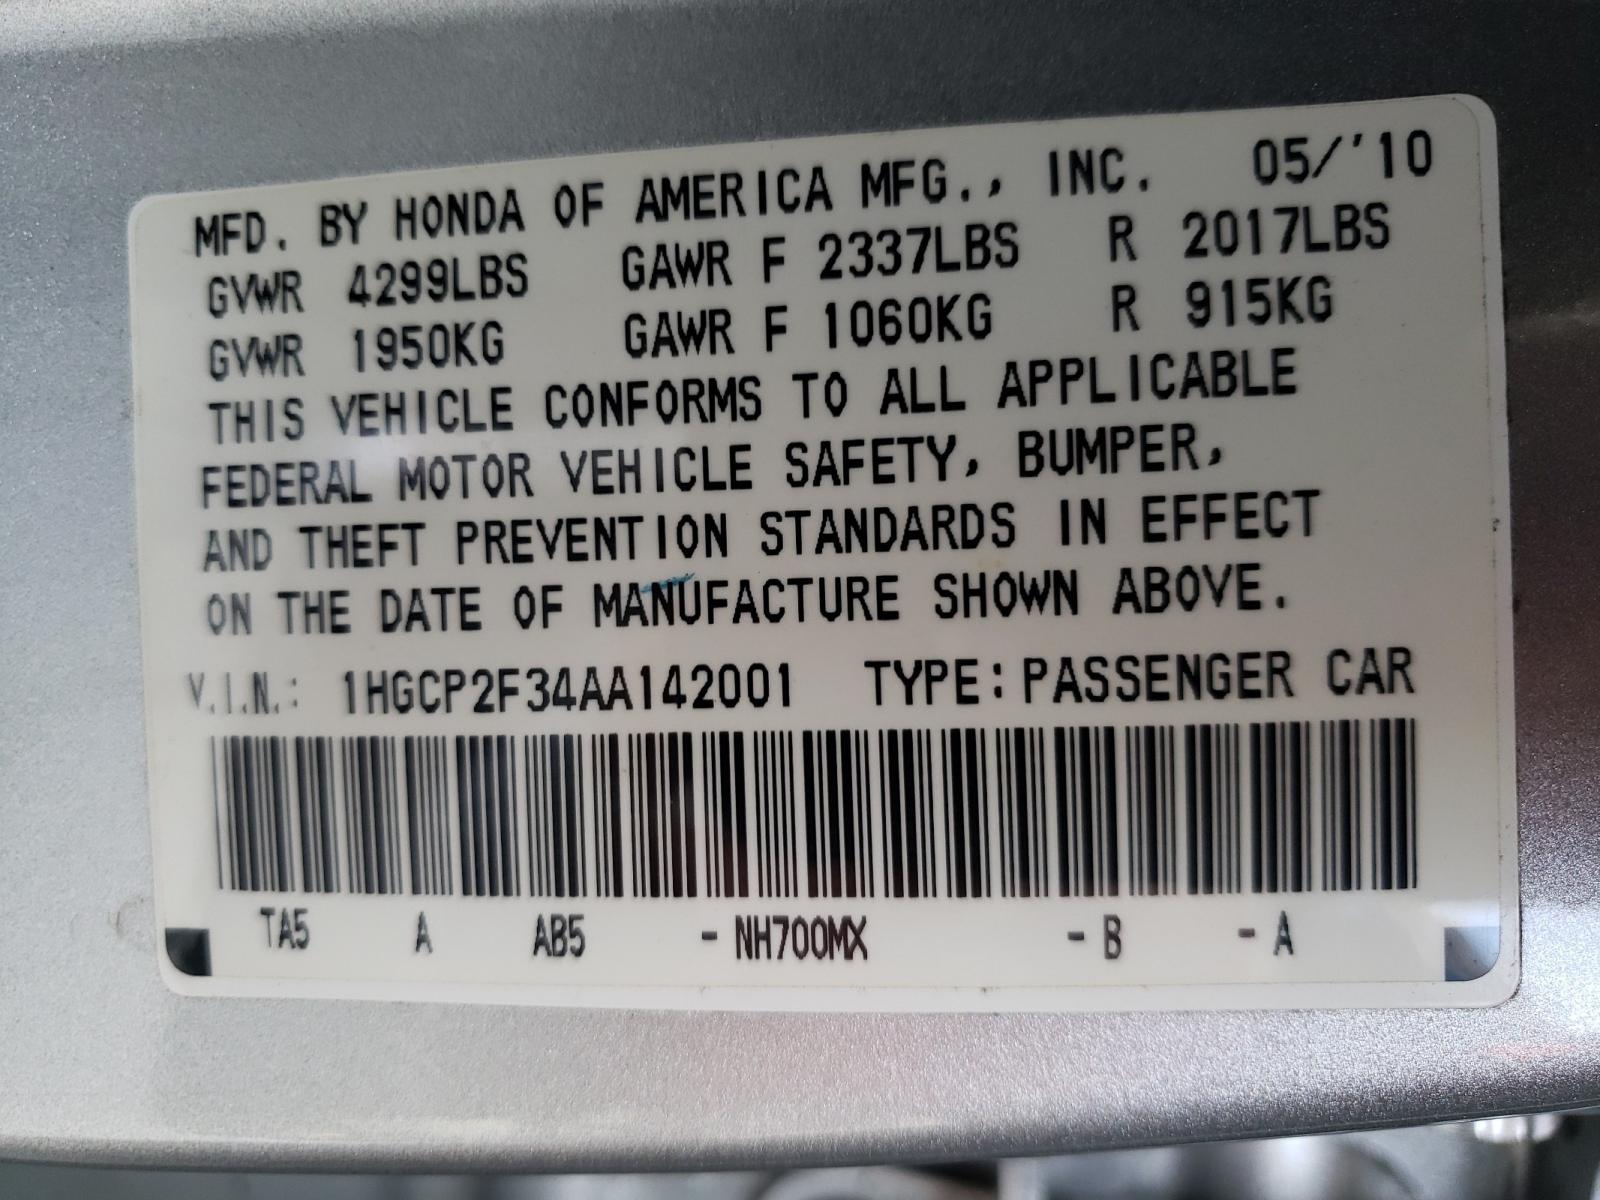 MFD. BY HONDA OF AMERICA MFG., INC. 05/'10
GVWR 4299LBS GAWR F 2337LBS R 2017LBS
GVWR 1950KG GAWR F 1060KG R 915KG
THIS VEHICLE CONFORMS TO ALL APPLICABLE
FEDERAL MOTOR VEHICLE SAFETY, BUMPER,
AND THEFT PREVENTION STANDARDS IN EFFECT
ON THE DATE OF MANUFACTURE SHOWN ABOVE.
V.I.N.: 1HGCP2F34AA142001 TYPE: PASSENGER CAR
TA5 A AB5 - NH700MX - B - A